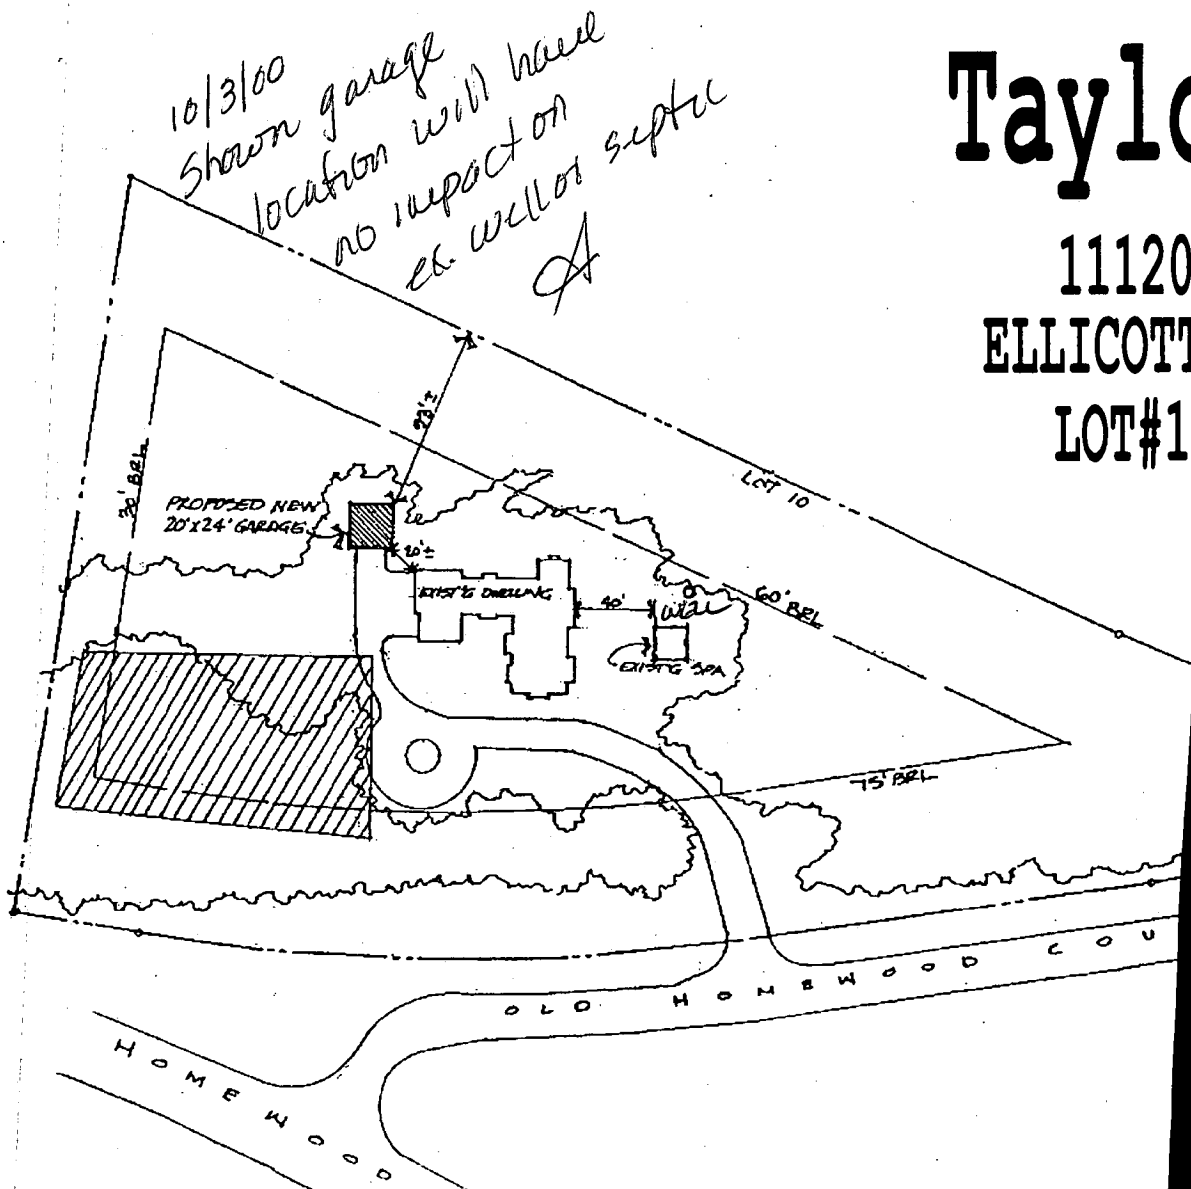 10/3/00
Shown garage
location will have
no impact on
ex. well or septic
Taylo
11120
ELLICOTT
LOT#1
LOT 10
30' BRL
PROPOSED NEW
20'x24' GARAGE
20'±
EXIST'G DWELLING
40'
WELL
60' BRL
EXIST'G SPA
75' BRL
OLD HOMEWOOD COU
HOMEWOOD